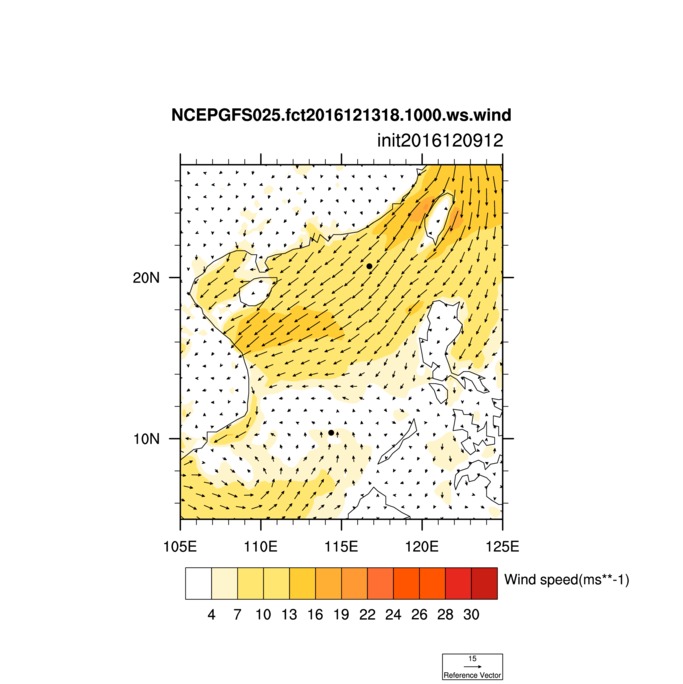 NCEPGFS025.fct2016121318.1000.ws.wind
init2016120912
20N
10N
105E 110E 115E 120E 125E
Wind speed(ms**-1)
4 7 10 13 16 19 22 24 26 28 30
15
Reference Vector